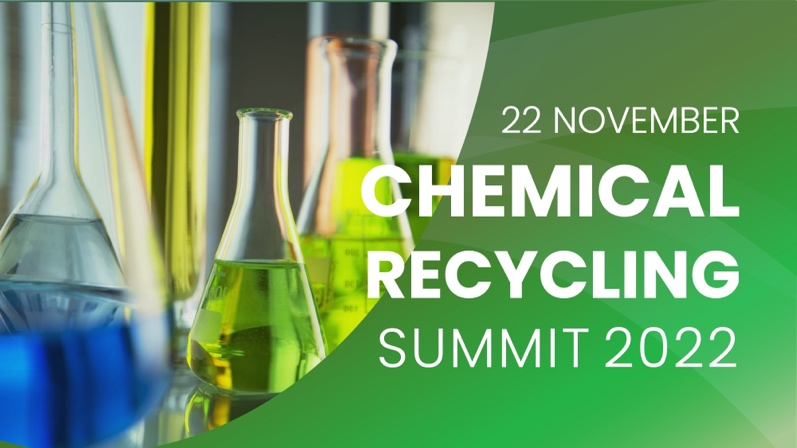 22 NOVEMBER
CHEMICAL
RECYCLING
SUMMIT 2022